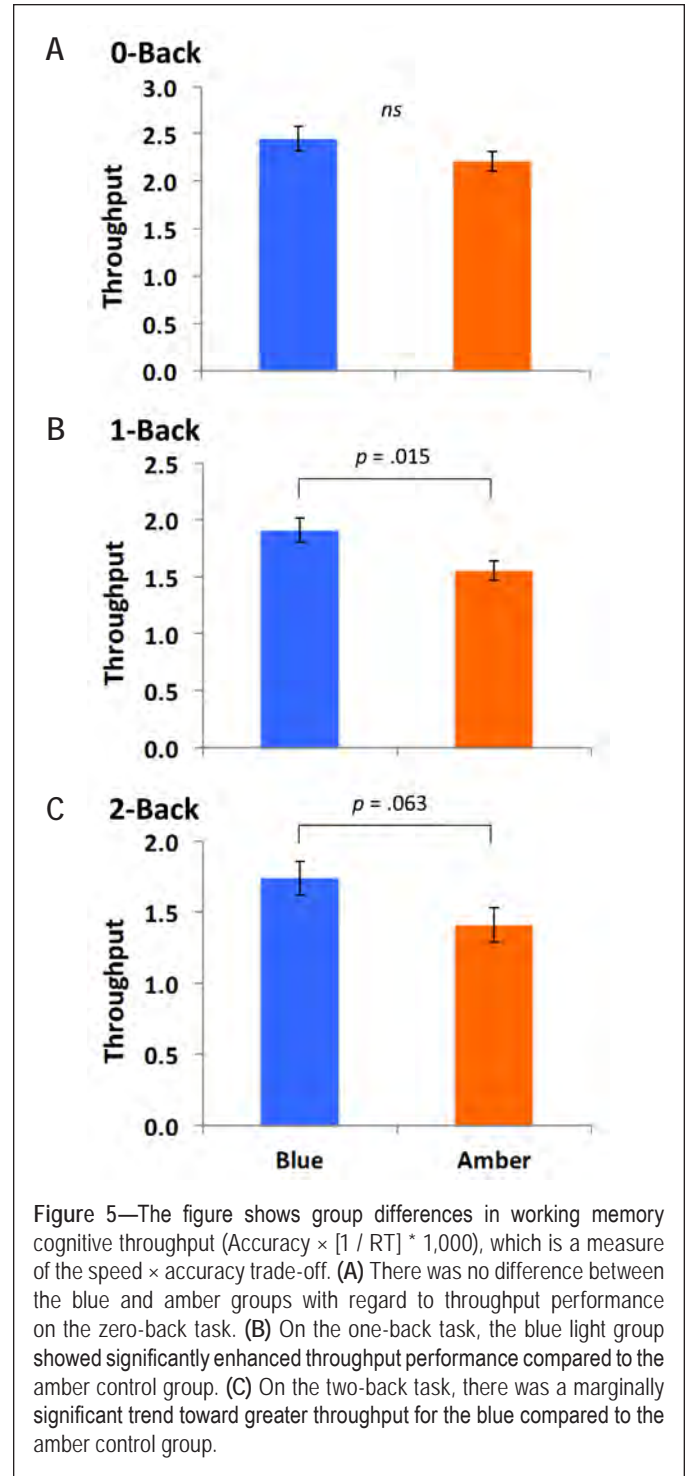 A 0-Back
3.0
ns
2.5
2.0
1.5
1.0
0.5
0.0
Throughput
B 1-Back
2.5
p = .015
2.0
1.5
1.0
0.5
0.0
Throughput
C 2-Back
p = .063
2.0
1.5
1.0
0.5
0.0
Throughput
Blue Amber
Figure 5—The figure shows group differences in working memory
cognitive throughput (Accuracy × [1 / RT] * 1,000), which is a measure
of the speed × accuracy trade-off. (A) There was no difference between
the blue and amber groups with regard to throughput performance
on the zero-back task. (B) On the one-back task, the blue light group
showed significantly enhanced throughput performance compared to the
amber control group. (C) On the two-back task, there was a marginally
significant trend toward greater throughput for the blue compared to the
amber control group.